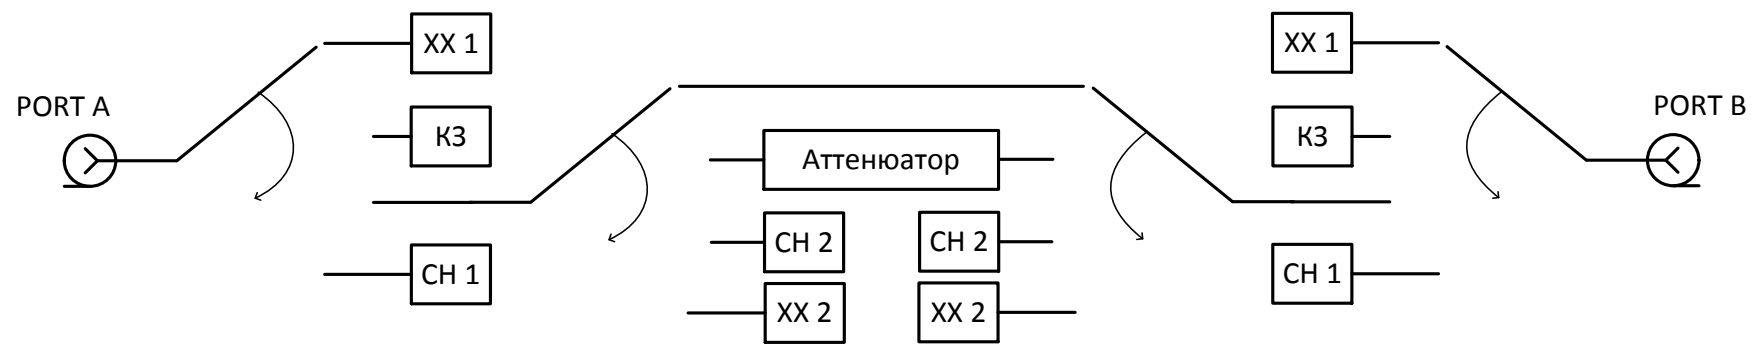 ХХ 1
ХХ 1
PORT A
PORT B
КЗ
КЗ
Аттенюатор
СН 2
СН 2
СН 1
СН 1
ХХ 2
ХХ 2